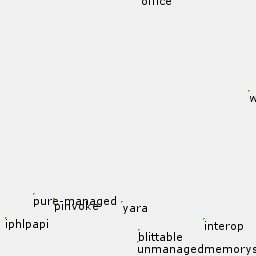 office
w
pure-managed
pinvoke
yara
iphlpapi
interop
blittable
unmanagedmemorys